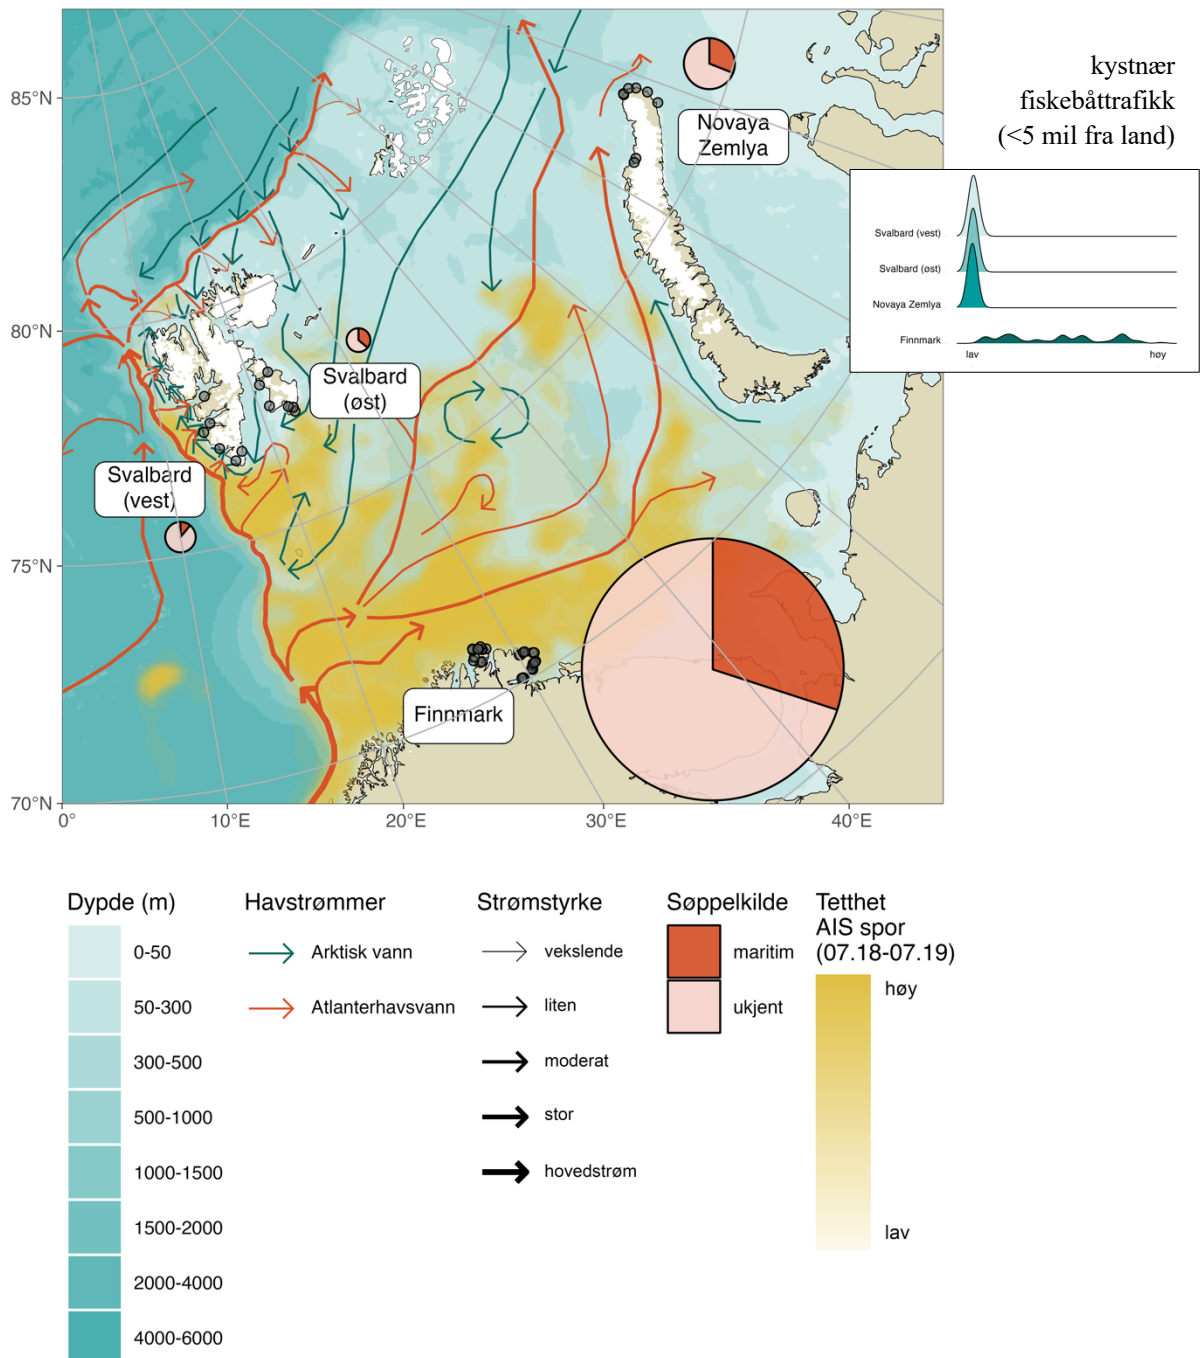 kystnær
fiskebåttrafikk
(<5 mil fra land)
85°N
80°N
75°N
70°N
0°
10°E
20°E
30°E
40°E
Novaya
Zemlya
Svalbard
(øst)
Svalbard
(vest)
Finnmark
Svalbard (vest)
Svalbard (øst)
Novaya Zemlya
Finnmark
lav
høy
Dypde (m)
0-50
50-300
300-500
500-1000
1000-1500
1500-2000
2000-4000
4000-6000
Havstrømmer
Arktisk vann
Atlanterhavsvann
Strømstyrke
vekslende
liten
moderat
stor
hovedstrøm
Søppelkilde
maritim
ukjent
Tetthet
AIS spor
(07.18-07.19)
høy
lav